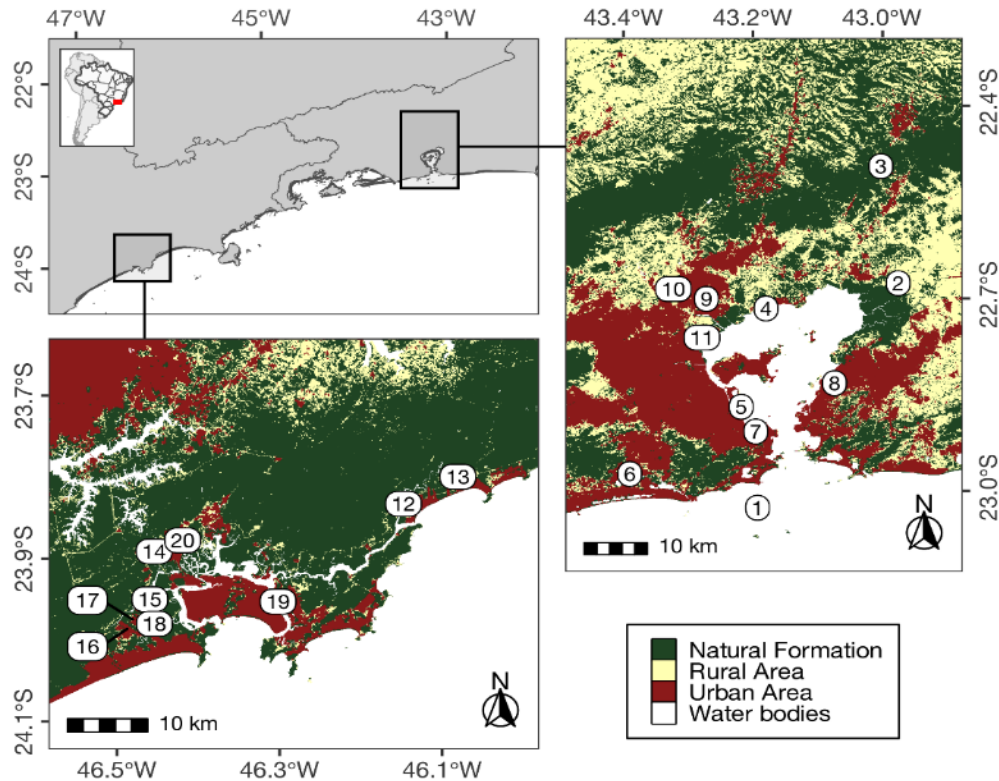 47°W 45°W 43°W
22°S
23°S
24°S
43.4°W 43.2°W 43.0°W
22.4°S
22.7°S
23.0°S
3
2
10
9
4
11
8
5
7
6
1
N
10 km
23.7°S
23.9°S
24.1°S
13
12
20
14
15
17
19
18
16
N
10 km
46.5°W 46.3°W 46.1°W
Natural Formation
Rural Area
Urban Area
Water bodies